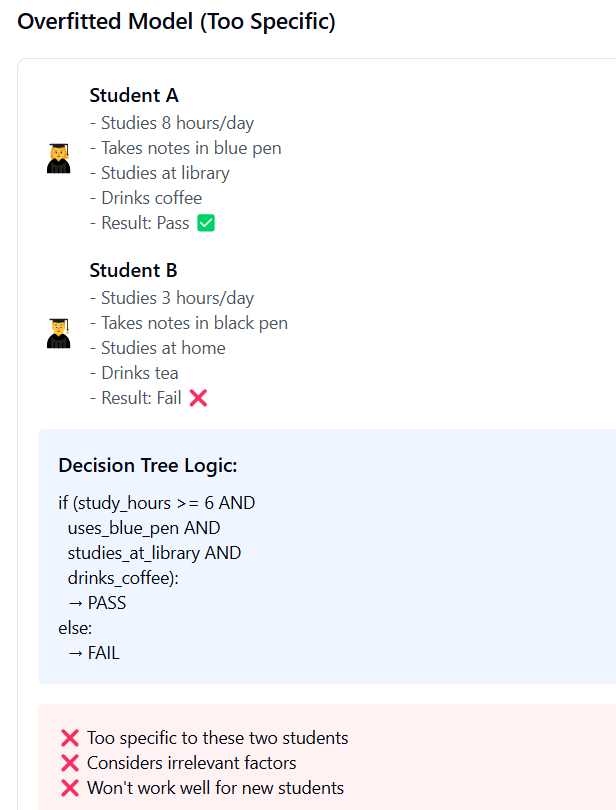 Overfitted Model (Too Specific)
Student A
- Studies 8 hours/day
- Takes notes in blue pen
- Studies at library
- Drinks coffee
- Result: Pass ✅
Student B
- Studies 3 hours/day
- Takes notes in black pen
- Studies at home
- Drinks tea
- Result: Fail ❌
Decision Tree Logic:
if (study_hours >= 6 AND
uses_blue_pen AND
studies_at_library AND
drinks_coffee):
→ PASS
else:
→ FAIL
❌ Too specific to these two students
❌ Considers irrelevant factors
❌ Won't work well for new students